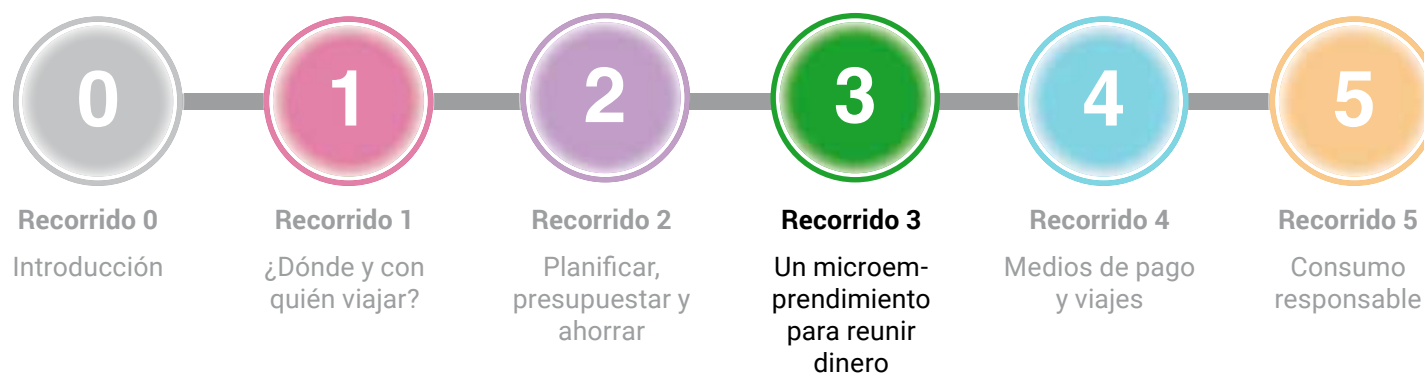 0
1
2
3
4
5
Recorrido 0
Introducción
Recorrido 1
¿Dónde y con
quién viajar?
Recorrido 2
Planificar,
presupuestar y
ahorrar
Recorrido 3
Un microem-
prendimiento
para reunir
dinero
Recorrido 4
Medios de pago
y viajes
Recorrido 5
Consumo
responsable